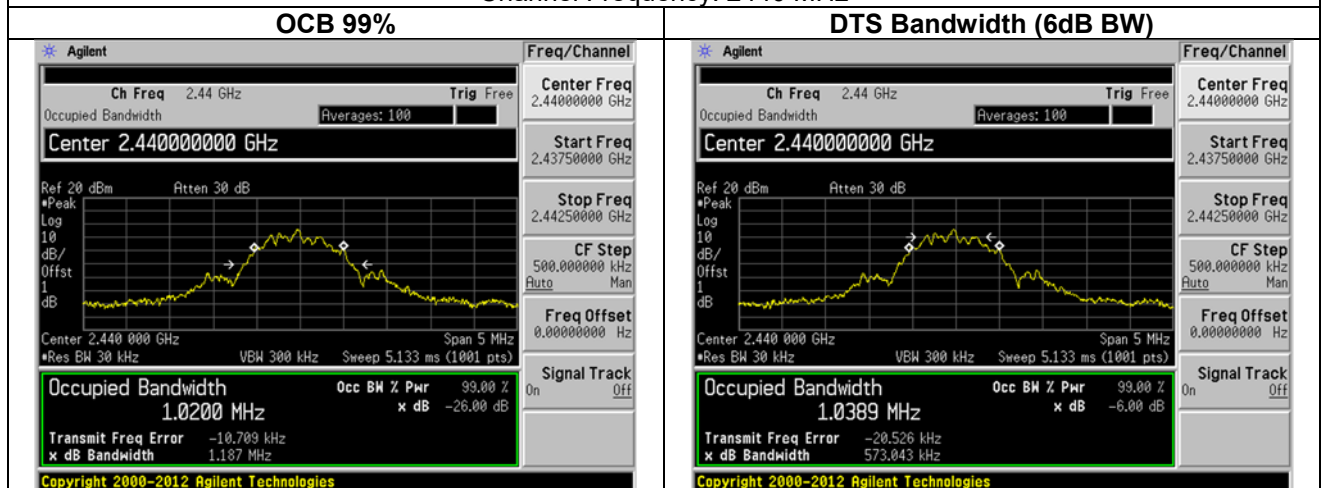 OCB 99%
Agilent
Freq/Channel
Ch Freq 2.44 GHz Trig Free
Occupied Bandwidth Averages: 100
Center 2.440000000 GHz
Ref 20 dBm Atten 30 dB
•Peak
Log
10
dB/
Offst
1
dB
Center 2.440 000 GHz Span 5 MHz
•Res BW 30 kHz VBW 300 kHz Sweep 5.133 ms (1001 pts)
Occupied Bandwidth Occ BW % Pwr 99.00 %
1.0200 MHz x dB -26.00 dB
Transmit Freq Error -10.709 kHz
x dB Bandwidth 1.187 MHz
Copyright 2000-2012 Agilent Technologies
Center Freq
2.44000000 GHz
Start Freq
2.43750000 GHz
Stop Freq
2.44250000 GHz
CF Step
500.000000 kHz
Auto Man
Freq Offset
0.00000000 Hz
Signal Track
On Off
DTS Bandwidth (6dB BW)
Agilent
Freq/Channel
Ch Freq 2.44 GHz Trig Free
Occupied Bandwidth Averages: 100
Center 2.440000000 GHz
Ref 20 dBm Atten 30 dB
•Peak
Log
10
dB/
Offst
1
dB
Center 2.440 000 GHz Span 5 MHz
•Res BW 30 kHz VBW 300 kHz Sweep 5.133 ms (1001 pts)
Occupied Bandwidth Occ BW % Pwr 99.00 %
1.0389 MHz x dB -6.00 dB
Transmit Freq Error -20.526 kHz
x dB Bandwidth 573.043 kHz
Copyright 2000-2012 Agilent Technologies
Center Freq
2.44000000 GHz
Start Freq
2.43750000 GHz
Stop Freq
2.44250000 GHz
CF Step
500.000000 kHz
Auto Man
Freq Offset
0.00000000 Hz
Signal Track
On Off